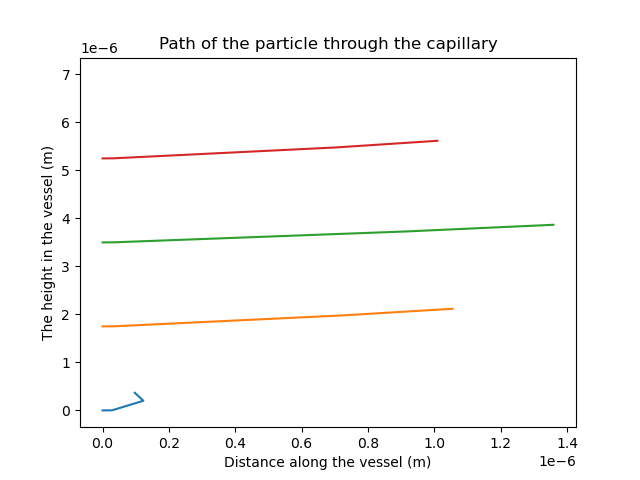 Path of the particle through the capillary
1e−6
7
6
5
4
3
2
1
0
The height in the vessel (m)
0.0 0.2 0.4 0.6 0.8 1.0 1.2 1.4
Distance along the vessel (m)
1e−6